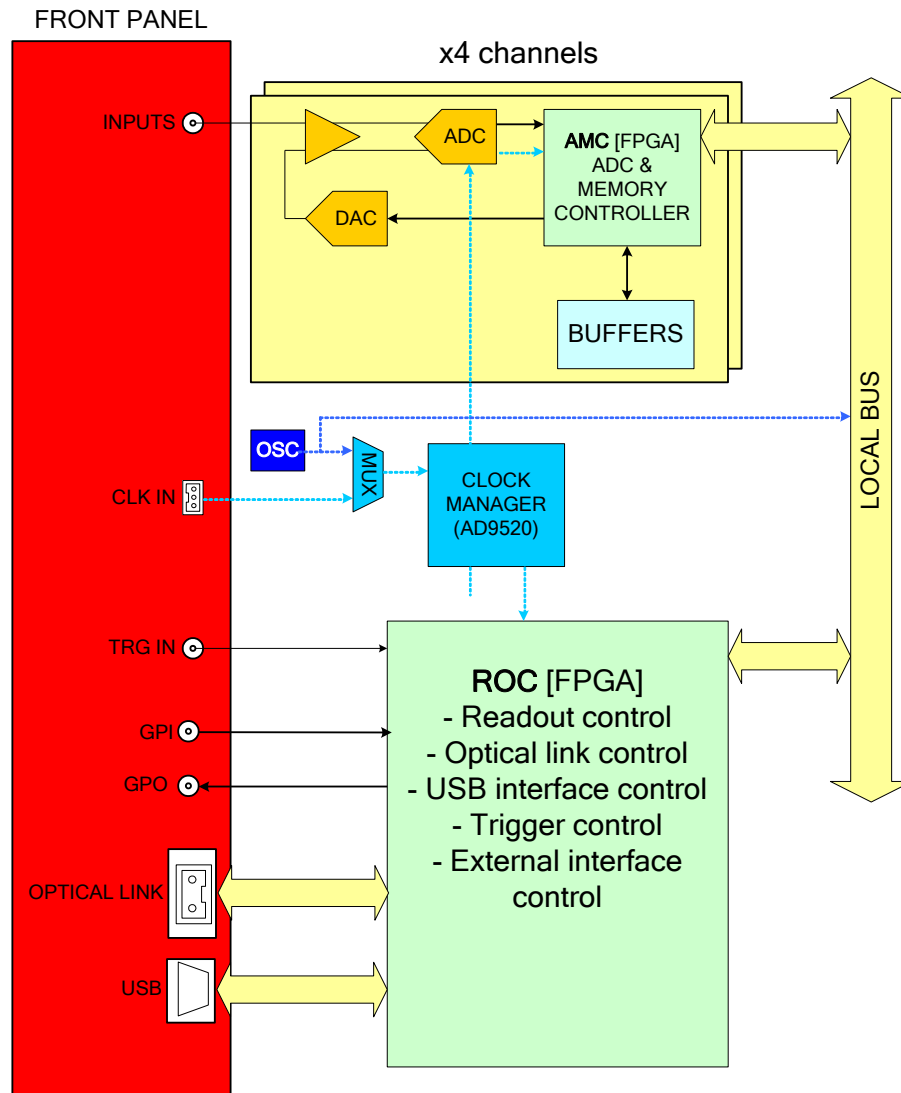 FRONT PANEL
x4 channels
INPUTS
ADC
AMC [FPGA]
ADC &
MEMORY
CONTROLLER
DAC
BUFFERS
OSC
MUX
CLK IN
CLOCK
MANAGER
(AD9520)
LOCAL BUS
TRG IN
GPI
GPO
OPTICAL LINK
USB
ROC [FPGA]
- Readout control
- Optical link control
- USB interface control
- Trigger control
- External interface
control